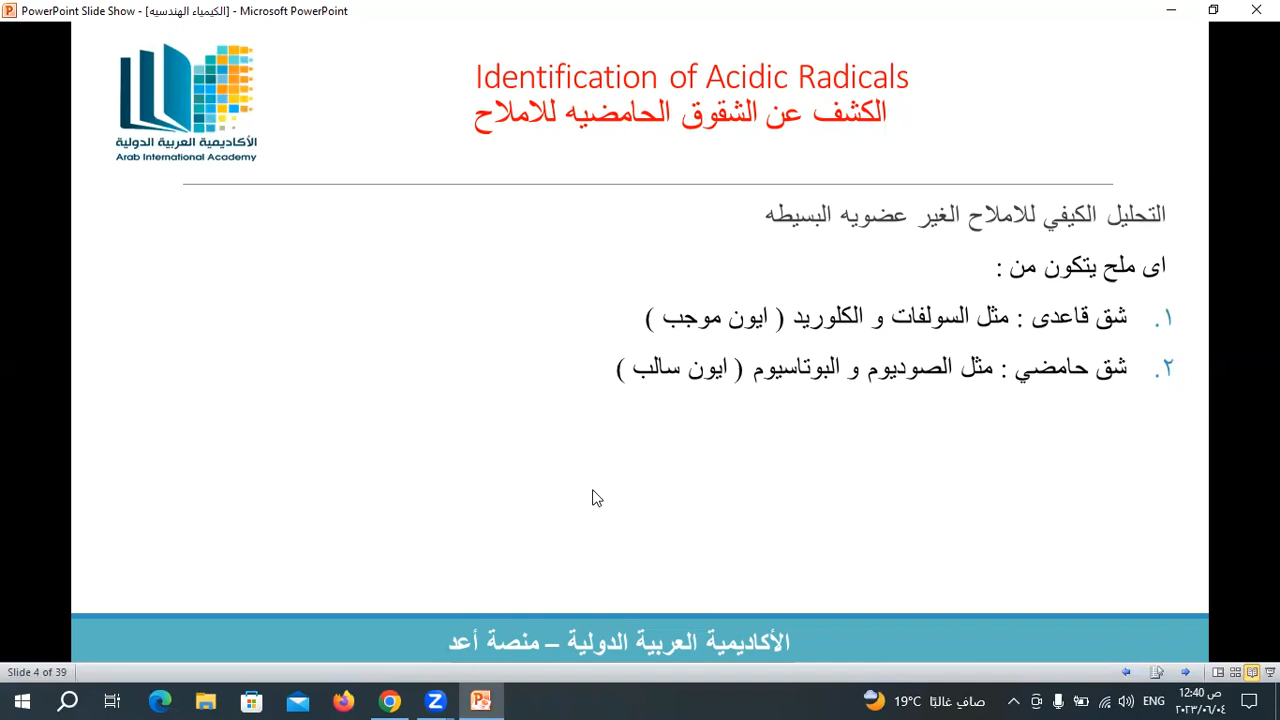 PowerPoint Slide Show - [الكيمياء الهندسيه] - Microsoft PowerPoint
الأكاديمية العربية الدولية
Arab International Academy
Identification of Acidic Radicals
الكشف عن الشقوق الحامضيه للاملاح
التحليل الكيفي للاملاح الغير عضويه البسيطه
اى ملح يتكون من :
١. شق قاعدى : مثل السولفات و الكلوريد ( ايون موجب )
٢. شق حامضي : مثل الصوديوم و البوتاسيوم ( ايون سالب )
الأكاديمية العربية الدولية – منصة أعد
Slide 4 of 39
19°C صافٍ غالبًا
ENG
12:40 ص
٢٠٢٣/٠٦/٠٤